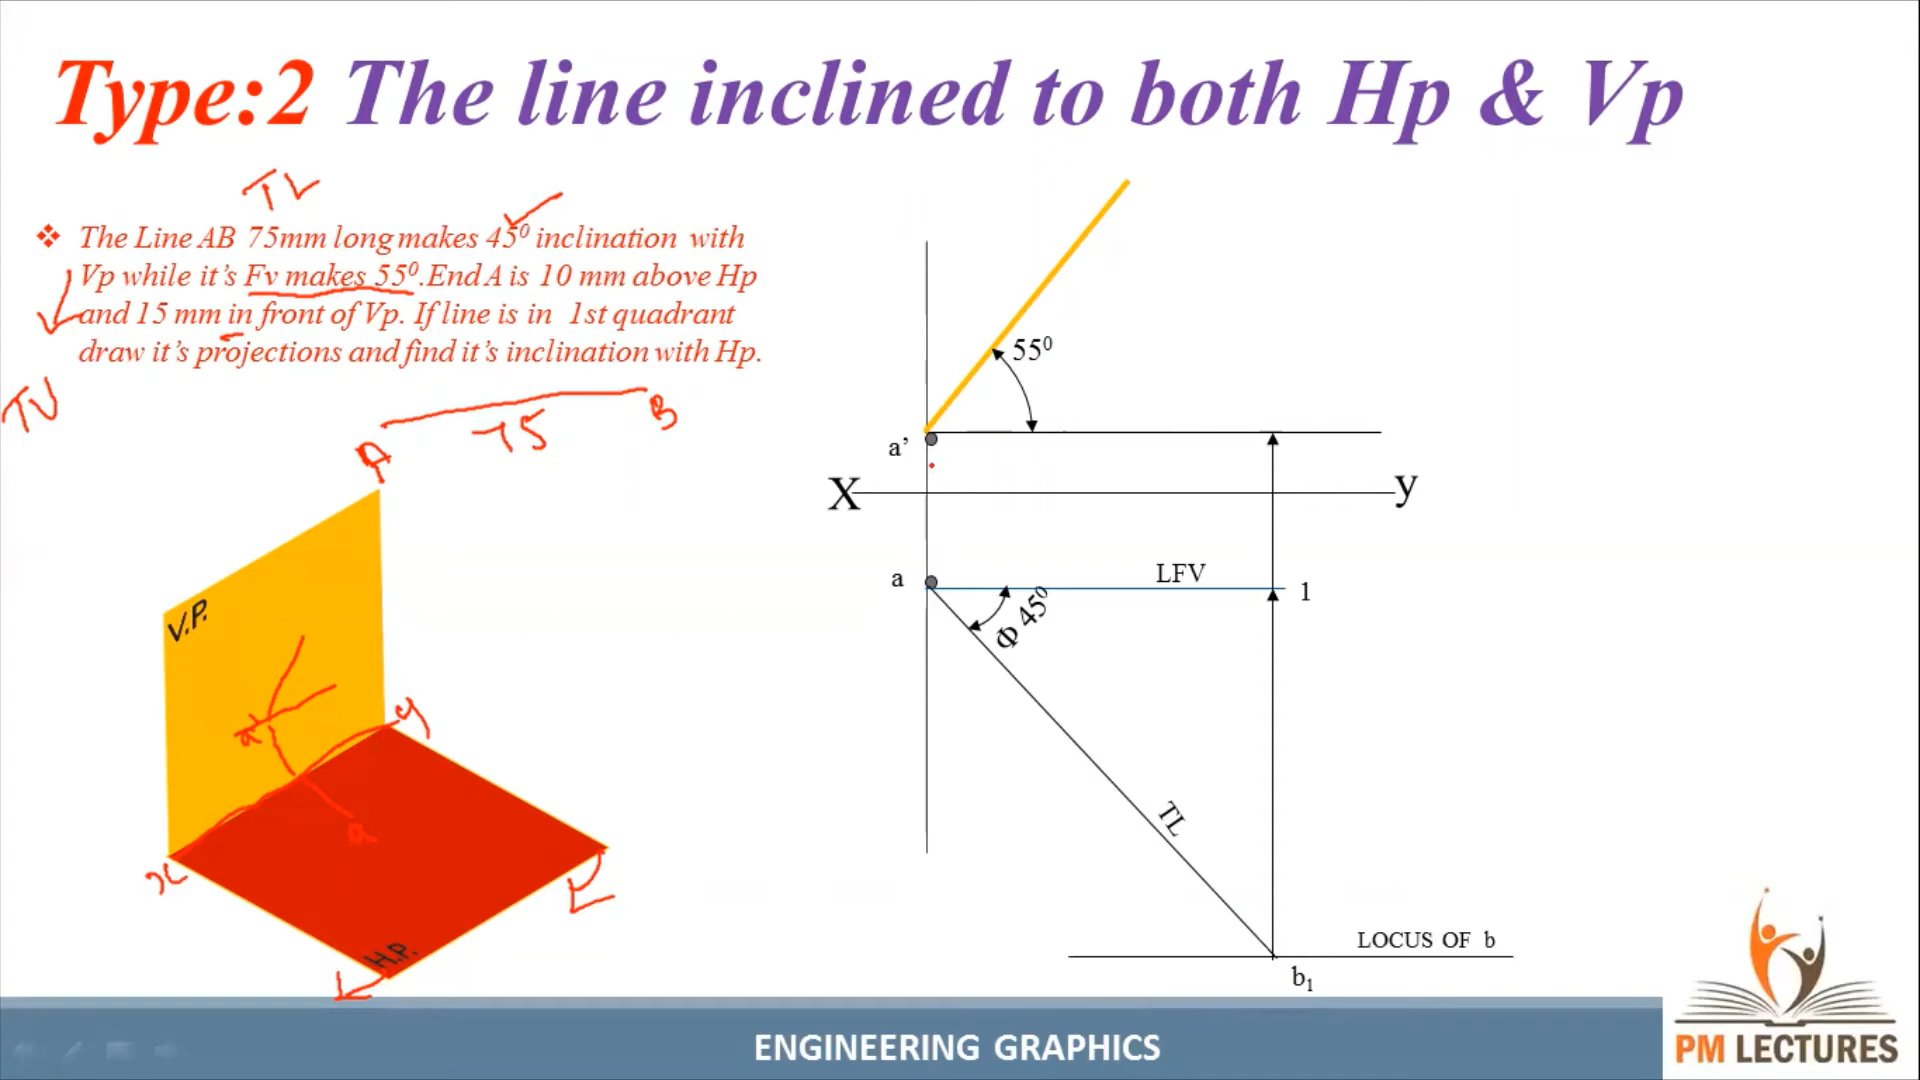 Type:2 The line inclined to both Hp & Vp
TL
❖ The Line AB 75mm long makes 45⁰ inclination with
Vp while it's Fv makes 55⁰.End A is 10 mm above Hp
and 15 mm in front of Vp. If line is in 1st quadrant
draw it's projections and find it's inclination with Hp.
TV
A
75
B
V.P.
a'
y
a
x
H.P.
55⁰
a’
X
y
a
LFV
1
Φ 45⁰
TL
LOCUS OF b
b₁
ENGINEERING GRAPHICS
PM LECTURES